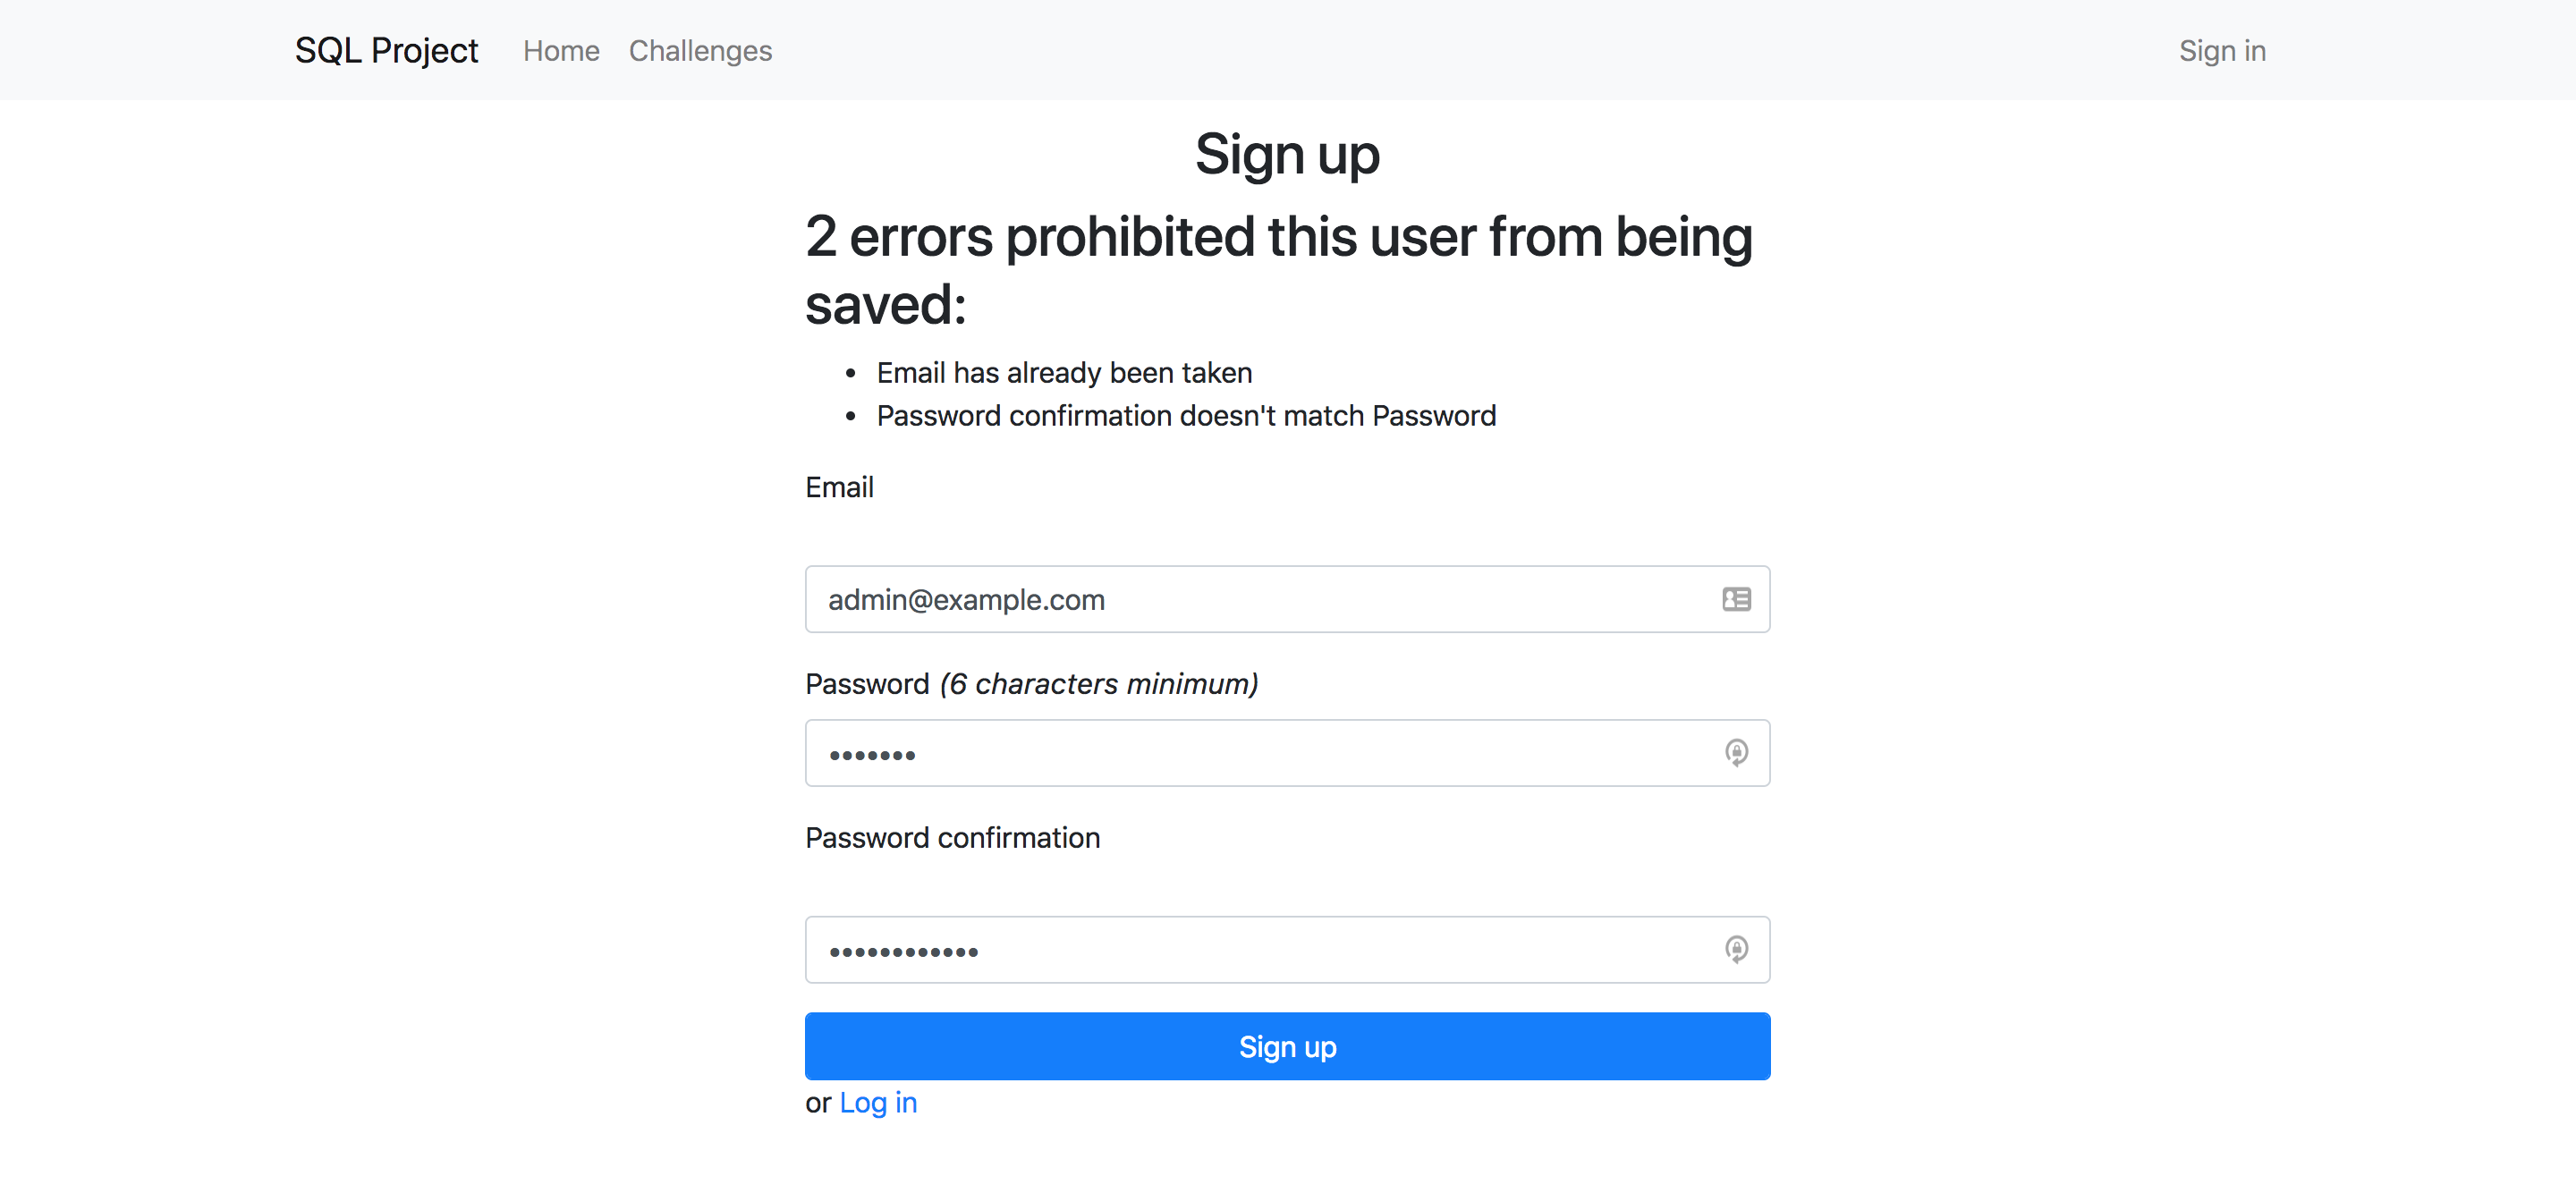 SQL Project Home Challenges Sign in
Sign up
2 errors prohibited this user from being
saved:
• Email has already been taken
• Password confirmation doesn't match Password
Email
admin@example.com
Password (6 characters minimum)
•••••••
Password confirmation
••••••••••••
Sign up
or Log in